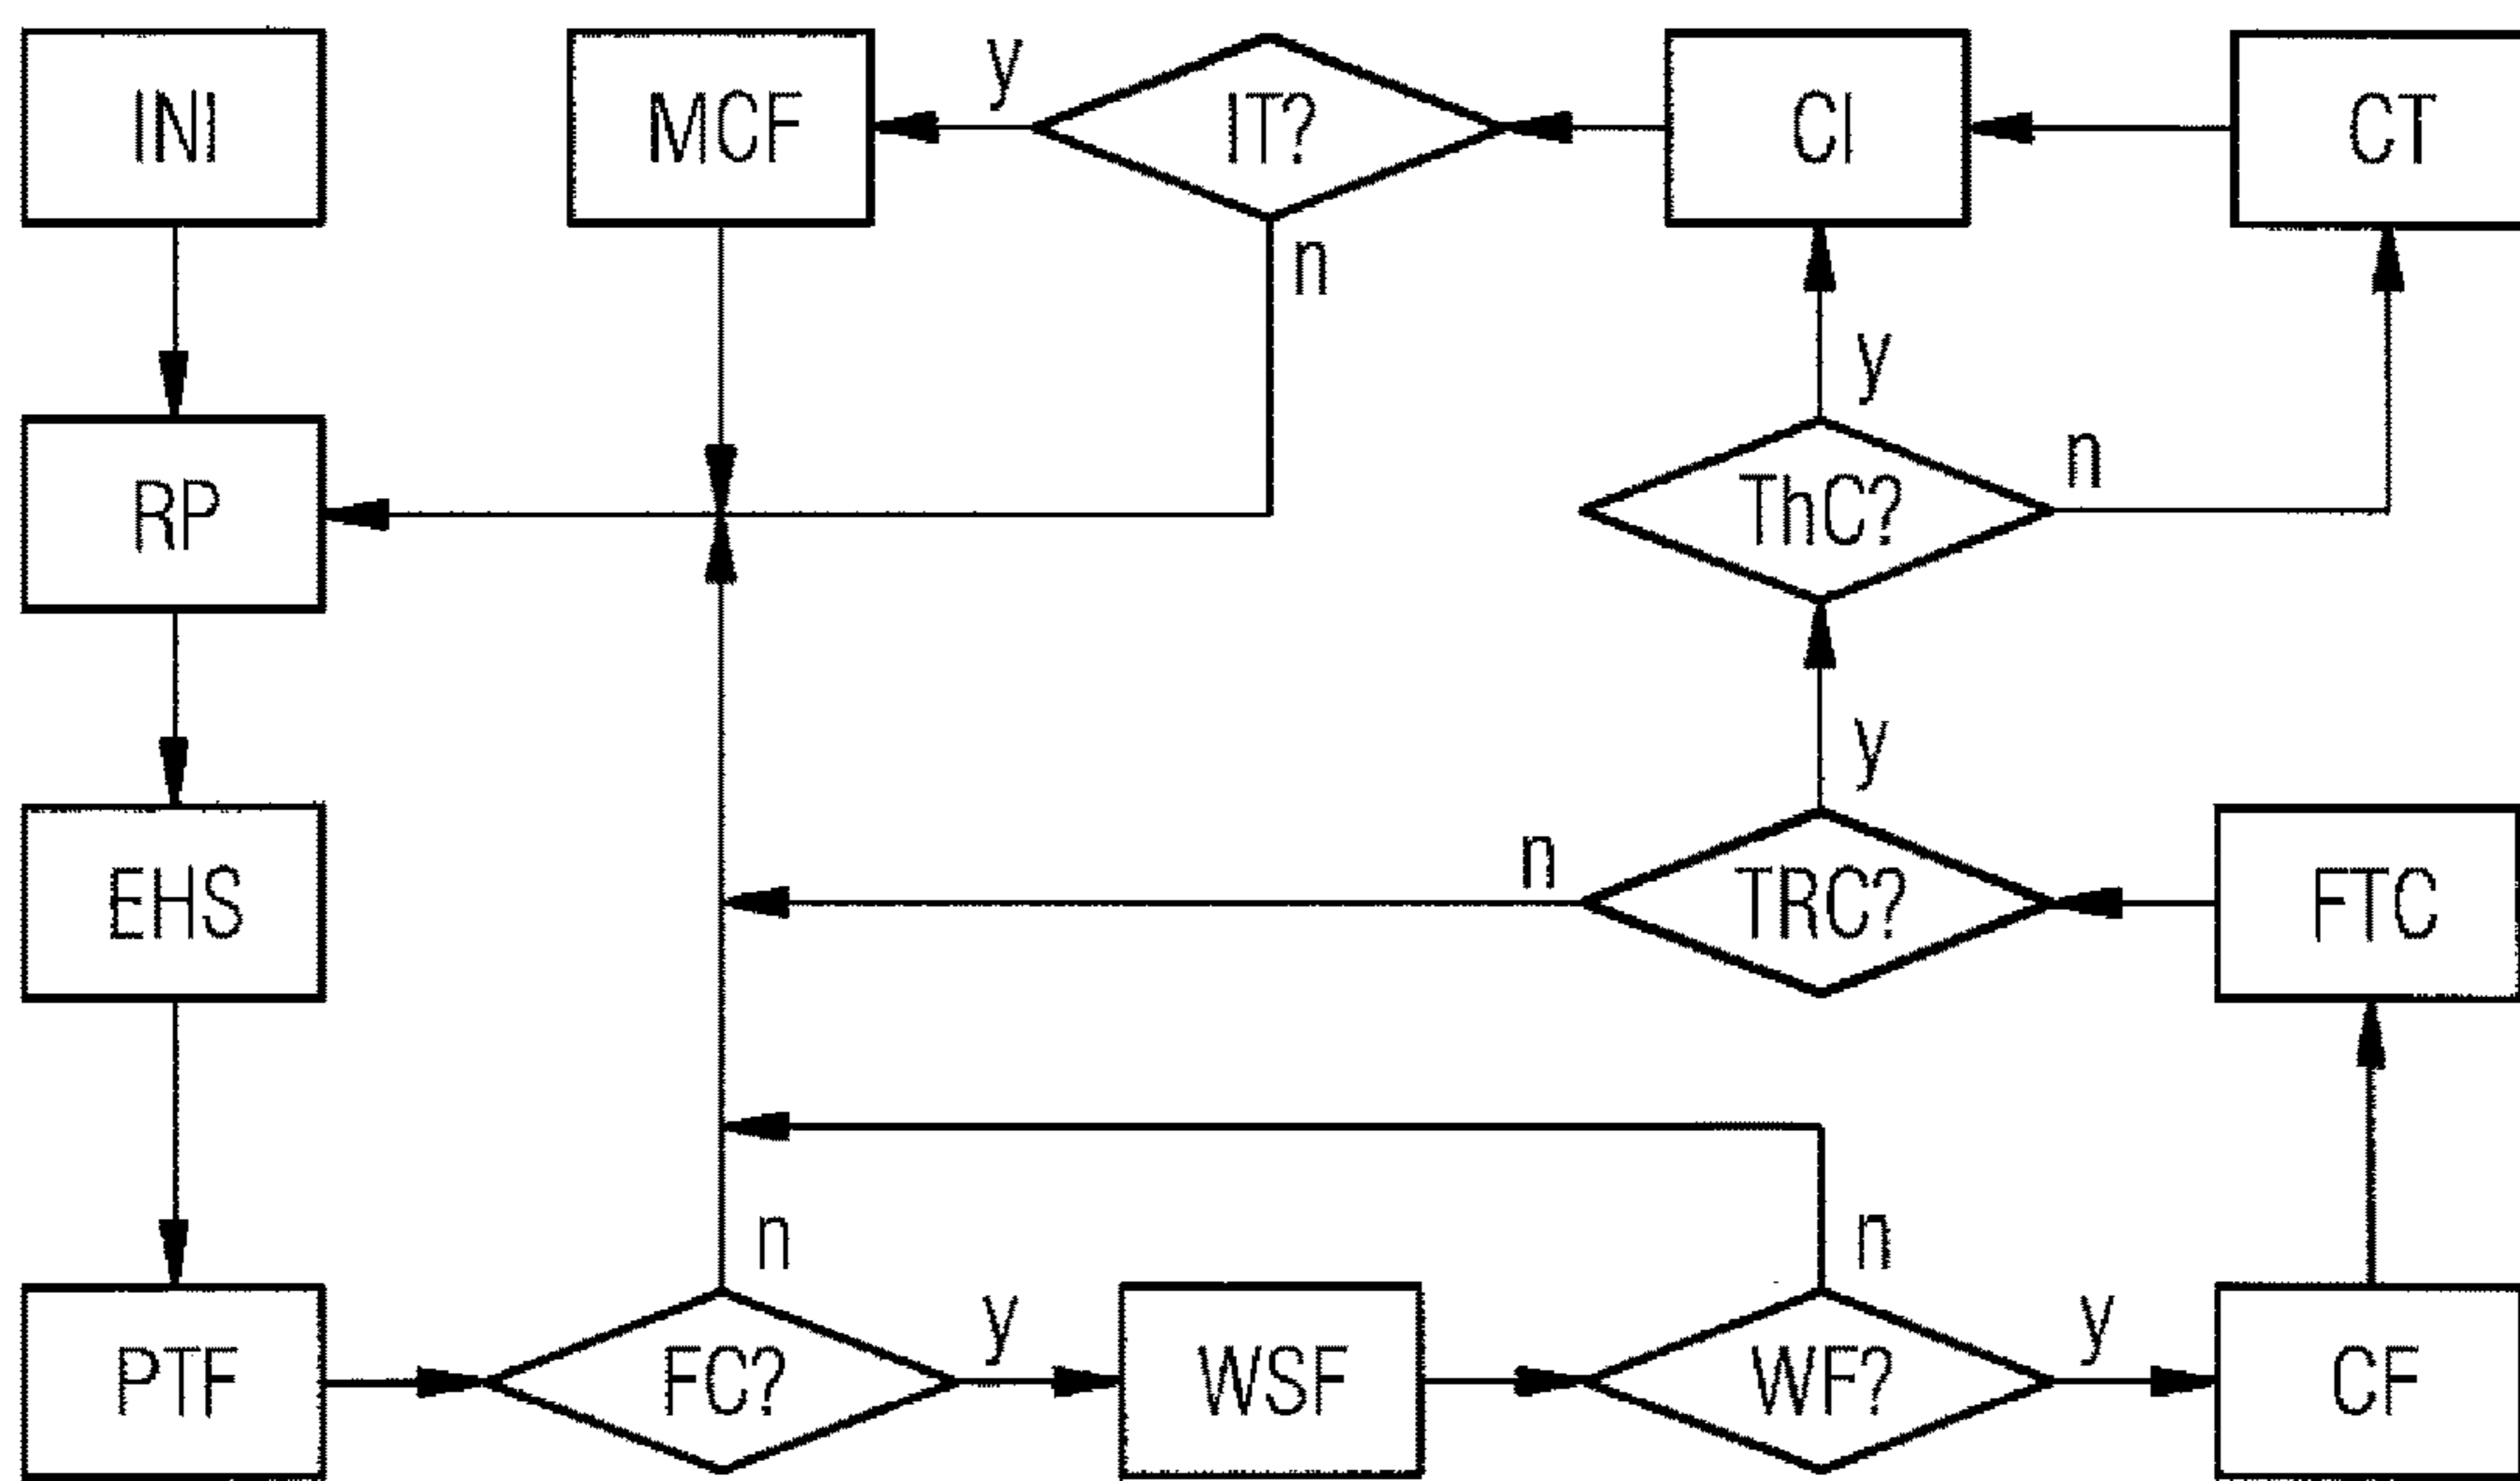 INI
MCF
y
IT?
CI
CT
n
y
n
RP
ThC?
y
n
EHS
TRC?
FTC
n
n
y
y
PTF
FC?
WSF
WF?
CF